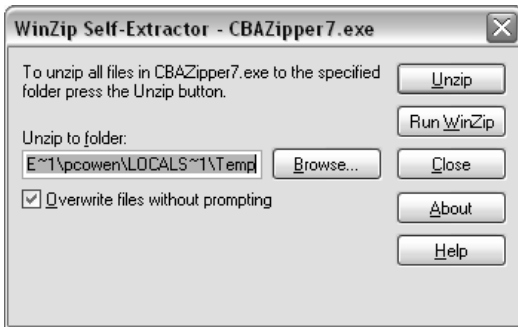 WinZip Self-Extractor - CBAZipper7.exe
To unzip all files in CBAZipper7.exe to the specified
folder press the Unzip button.
Unzip to folder:
E~1\pcowen\LOCALS~1\Temp
Browse...
Overwrite files without prompting
Unzip
Run WinZip
Close
About
Help